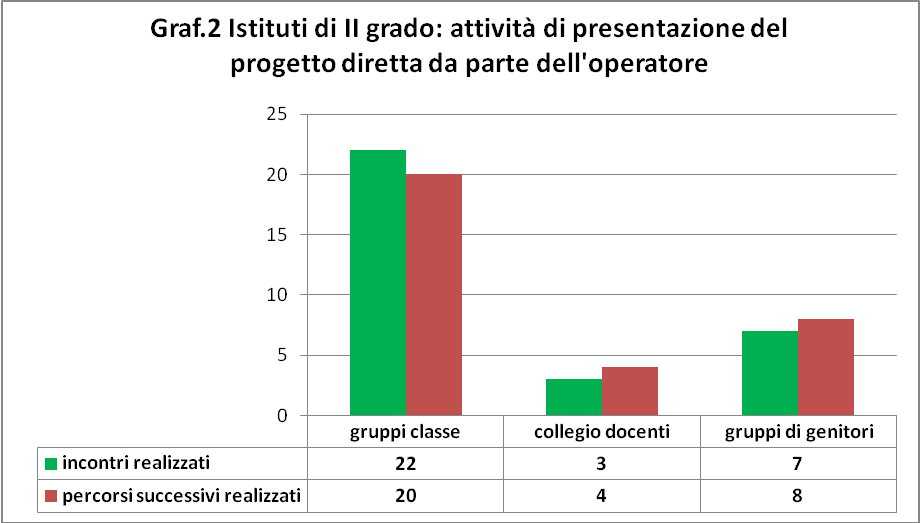 Graf.2 Istituti di II grado: attività di presentazione del
progetto diretta da parte dell'operatore
25
20
15
10
5
0
gruppi classe collegio docenti gruppi di genitori
incontri realizzati 22 3 7
percorsi successivi realizzati 20 4 8